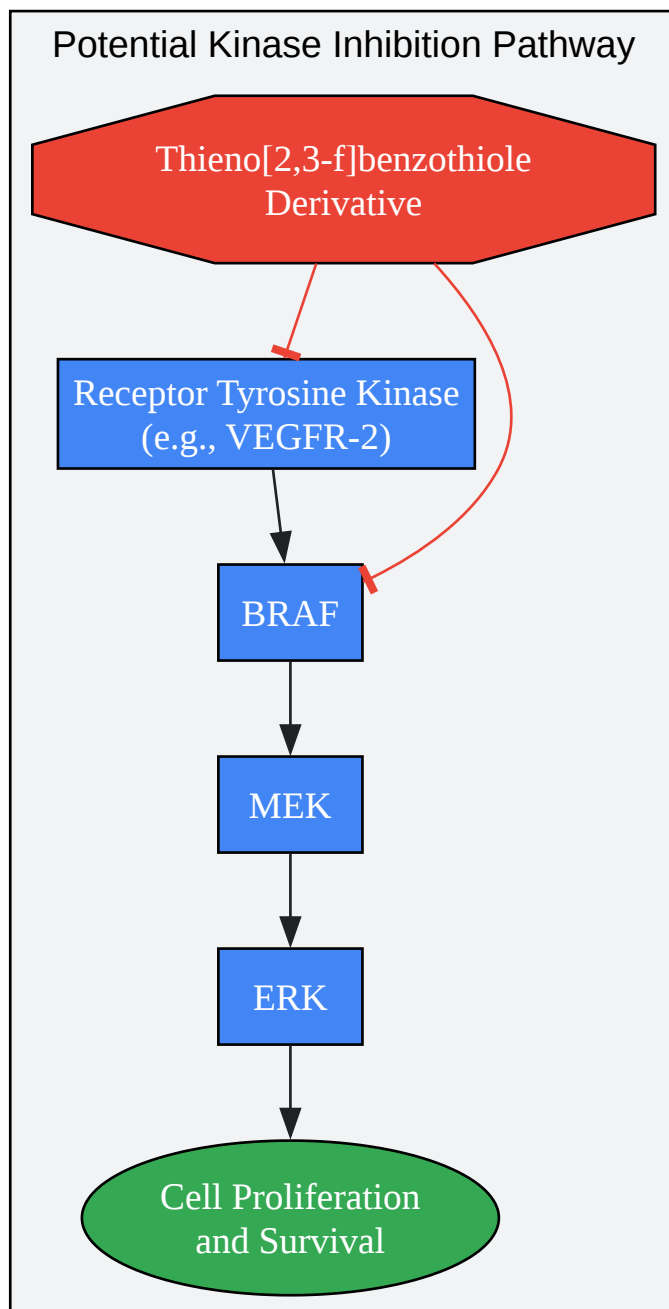 Potential Kinase Inhibition Pathway
Thieno[2,3-f]benzothiole
Derivative
Receptor Tyrosine Kinase
(e.g., VEGFR-2)
BRAF
MEK
ERK
Cell Proliferation
and Survival